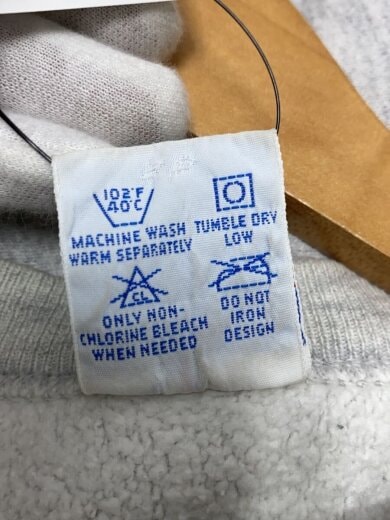 102°F
40°C
MACHINE WASH
WARM SEPARATELY
TUMBLE DRY
LOW
CL
ONLY NON-
CHLORINE BLEACH
WHEN NEEDED
DO NOT
IRON
DESIGN